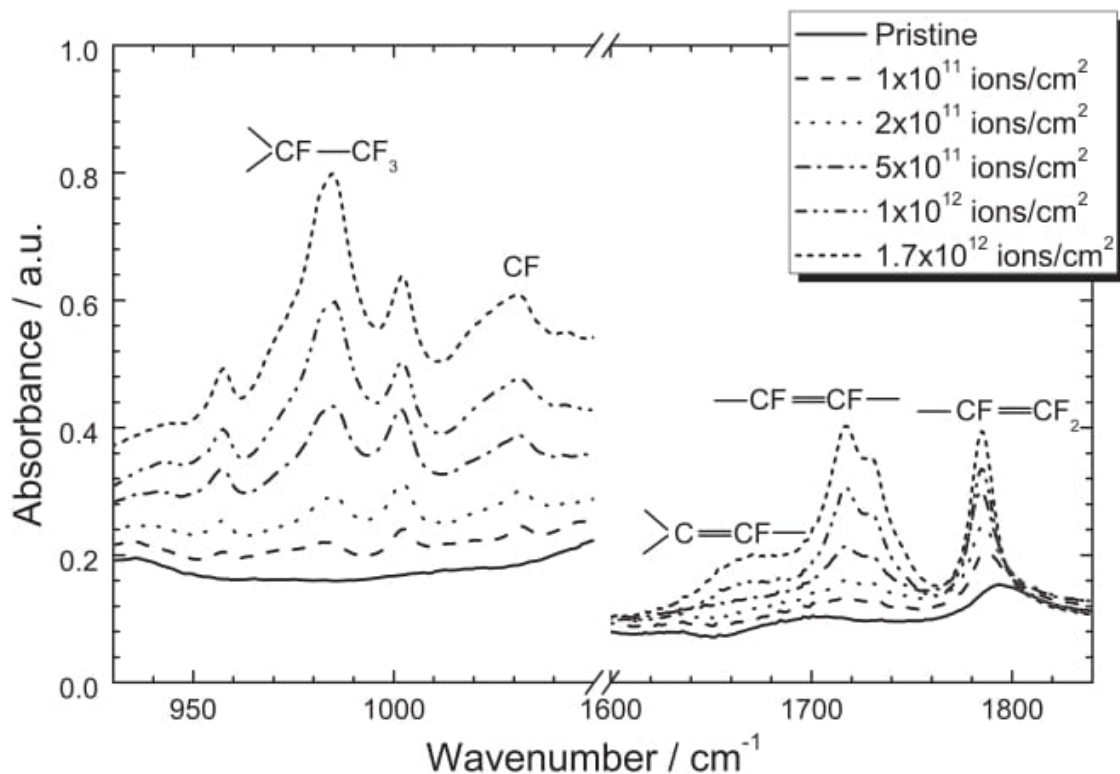 Pristine
1x10¹¹ ions/cm²
2x10¹¹ ions/cm²
5x10¹¹ ions/cm²
1x10¹² ions/cm²
1.7x10¹² ions/cm²
CF—CF₃
CF
—CF=CF—
—CF=CF₂
C=CF—
Absorbance / a.u.
1.0
0.8
0.6
0.4
0.2
0.0
950 1000 1600 1700 1800
Wavenumber / cm⁻¹